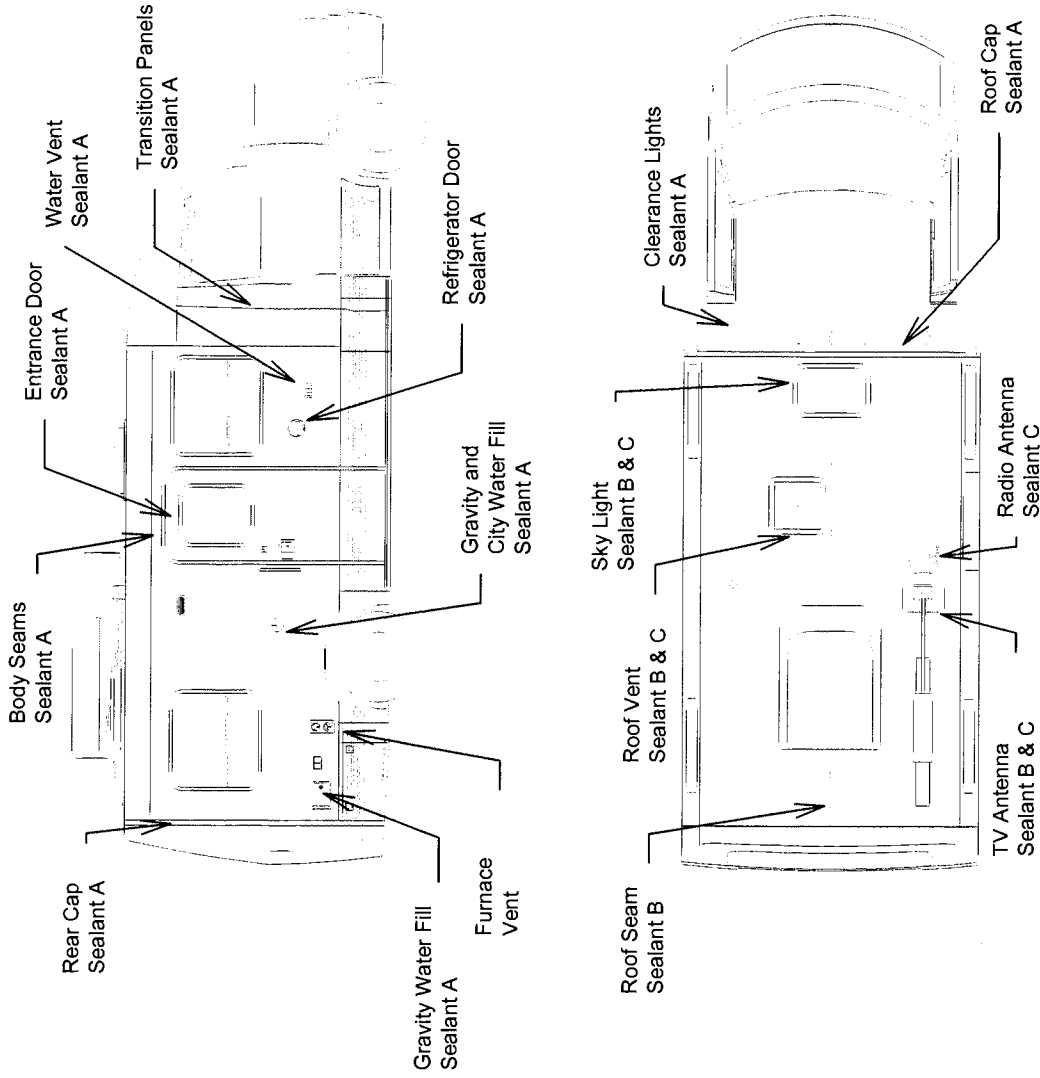 Rear Cap
Sealant A
Body Seams
Sealant A
Entrance Door
Sealant A
Water Vent
Sealant A
Transition Panels
Sealant A
Gravity Water Fill
Sealant A
Furnace
Vent
Gravity and
City Water Fill
Sealant A
Refrigerator Door
Sealant A
Roof Seam
Sealant B
Roof Vent
Sealant B & C
Sky Light
Sealant B & C
Clearance Lights
Sealant A
TV Antenna
Sealant B & C
Radio Antenna
Sealant C
Roof Cap
Sealant A